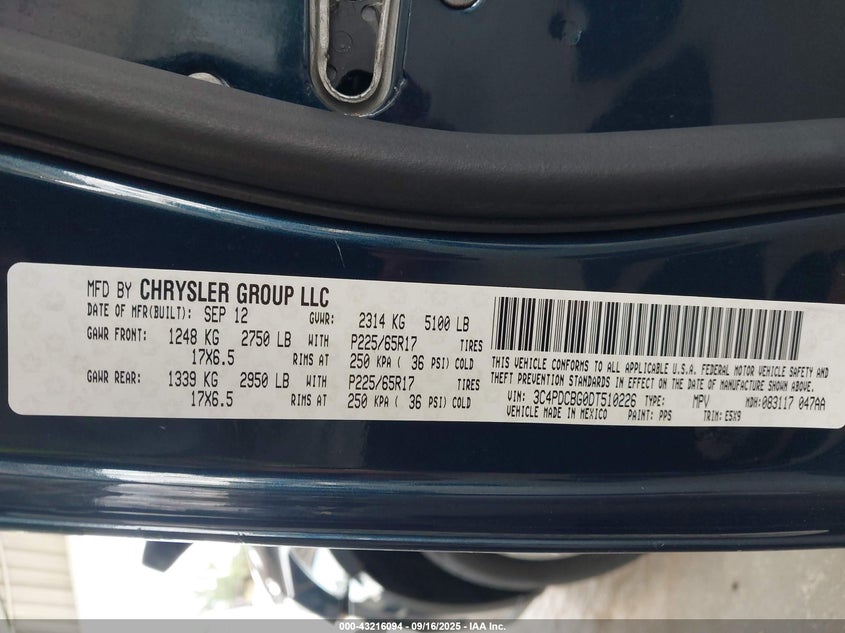 MFD BY CHRYSLER GROUP LLC
DATE OF MFR(BUILT): SEP 12 GVWR: 2314 KG 5100 LB
GAWR FRONT: 1248 KG 2750 LB WITH P225/65R17 TIRES
17X6.5 RIMS AT 250 KPA ( 36 PSI) COLD
GAWR REAR: 1339 KG 2950 LB WITH P225/65R17 TIRES
17X6.5 RIMS AT 250 KPA ( 36 PSI) COLD
THIS VEHICLE CONFORMS TO ALL APPLICABLE U.S.A. FEDERAL MOTOR VEHICLE SAFETY AND
THEFT PREVENTION STANDARDS IN EFFECT ON THE DATE OF MANUFACTURE SHOWN ABOVE.
VIN: 3C4PDCBG0DT510226 TYPE: MPV MDH: 083117 047AA
VEHICLE MADE IN MEXICO PAINT: PPS TRIM: E5X9
000-43216094 - 09/16/2025 - IAA Inc.